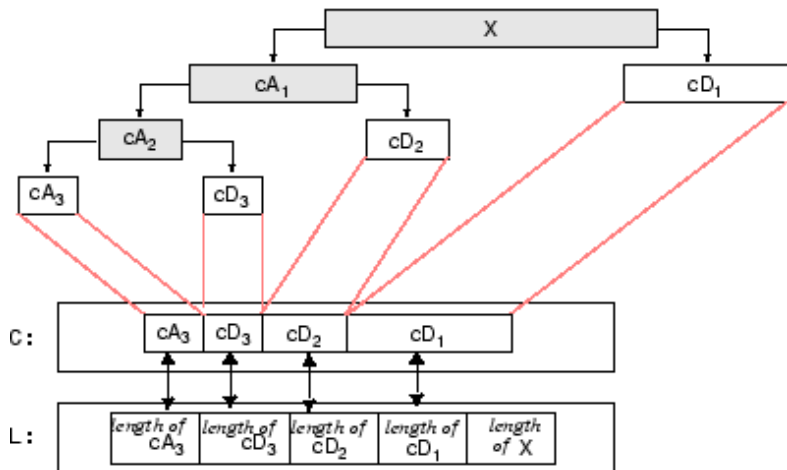 X
cA₁
cD₁
cA₂
cD₂
cA₃
cD₃
C:
cA₃ cD₃ cD₂ cD₁
L:
length of length of length of length of length
cA₃ cD₃ cD₂ cD₁ of X